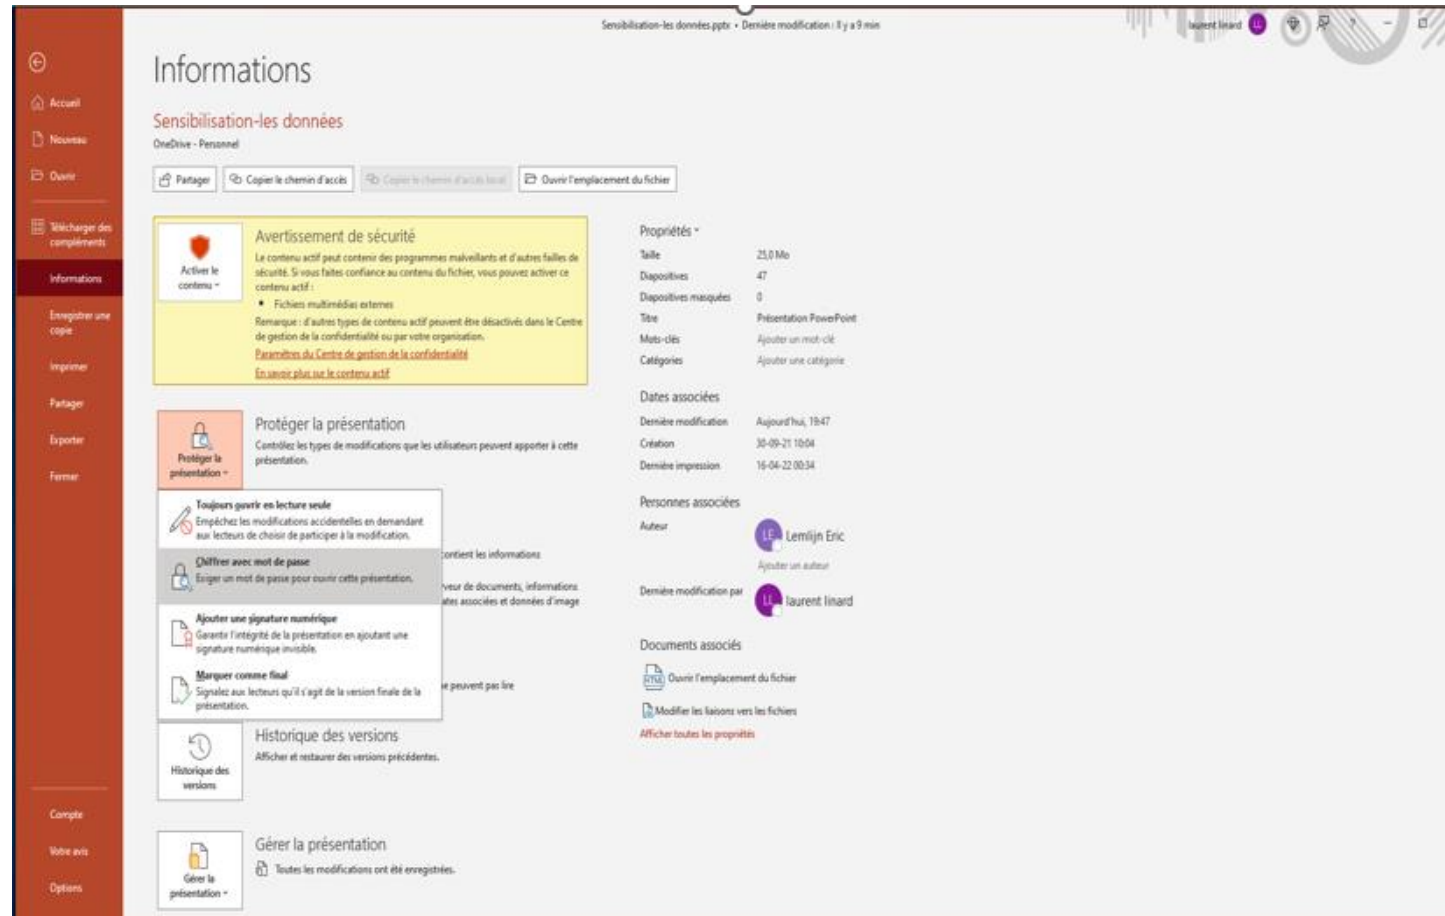 Sensibilisation-les données.pptx • Dernière modification : Il y a 9 min
laurent linard
LL
?
Accueil
Nouveau
Ouvrir
Télécharger des
compléments
Informations
Enregistrer une
copie
Imprimer
Partager
Exporter
Fermer
Compte
Votre avis
Options
Informations
Sensibilisation-les données
OneDrive - Personnel
Partager
Copier le chemin d'accès
Copier le chemin d'accès local
Ouvrir l'emplacement du fichier
Activer le
contenu
Avertissement de sécurité
Le contenu actif peut contenir des programmes malveillants et d'autres failles de
sécurité. Si vous faites confiance au contenu du fichier, vous pouvez activer ce
contenu actif :
• Fichiers multimédias externes
Remarque : d'autres types de contenu actif peuvent être désactivés dans le Centre
de gestion de la confidentialité ou par votre organisation.
Paramètres du Centre de gestion de la confidentialité
En savoir plus sur le contenu actif
Protéger la
présentation
Protéger la présentation
Contrôlez les types de modifications que les utilisateurs peuvent apporter à cette
présentation.
Toujours ouvrir en lecture seule
Empêchez les modifications accidentelles en demandant
aux lecteurs de choisir de participer à la modification.
Chiffrer avec mot de passe
Exiger un mot de passe pour ouvrir cette présentation.
Ajouter une signature numérique
Garantir l'intégrité de la présentation en ajoutant une
signature numérique invisible.
Marquer comme final
Signalez aux lecteurs qu'il s'agit de la version finale de la
présentation.
contient les informations
veur de documents, informations
ates associées et données d'image
ne peuvent pas lire
Historique des
versions
Historique des versions
Afficher et restaurer des versions précédentes.
Gérer la
présentation
Gérer la présentation
Toutes les modifications ont été enregistrées.
Propriétés
Taille 25,0 Mo
Diapositives 47
Diapositives masquées 0
Titre Présentation PowerPoint
Mots-clés Ajouter un mot-clé
Catégories Ajouter une catégorie
Dates associées
Dernière modification Aujourd'hui, 19:47
Création 30-09-21 10:04
Dernière impression 16-04-22 00:34
Personnes associées
Auteur
LE Lemlijn Eric
Ajouter un auteur
Dernière modification par
LL laurent linard
Documents associés
HTML Ouvrir l'emplacement du fichier
Modifier les liaisons vers les fichiers
Afficher toutes les propriétés